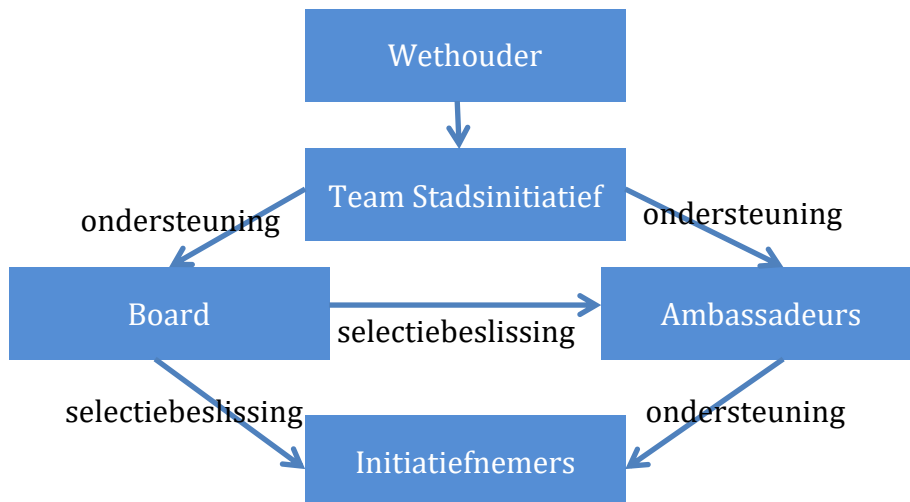 Wethouder
Team Stadsinitiatief
ondersteuning
ondersteuning
Board
selectiebeslissing
Ambassadeurs
selectiebeslissing
ondersteuning
Initiatiefnemers